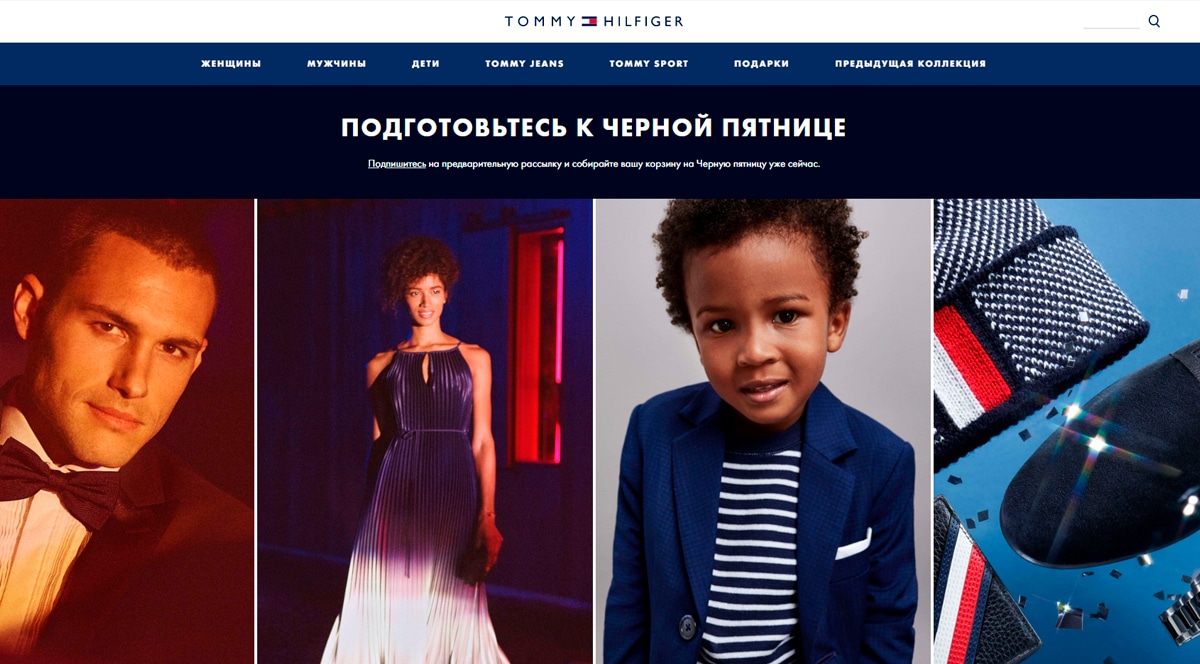 TOMMY HILFIGER
ЖЕНЩИНЫ МУЖЧИНЫ ДЕТИ TOMMY JEANS TOMMY SPORT ПОДАРКИ ПРЕДЫДУЩАЯ КОЛЛЕКЦИЯ
ПОДГОТОВЬТЕСЬ К ЧЕРНОЙ ПЯТНИЦЕ
Подпишитесь на предварительную рассылку и собирайте вашу корзину на Черную пятницу уже сейчас.